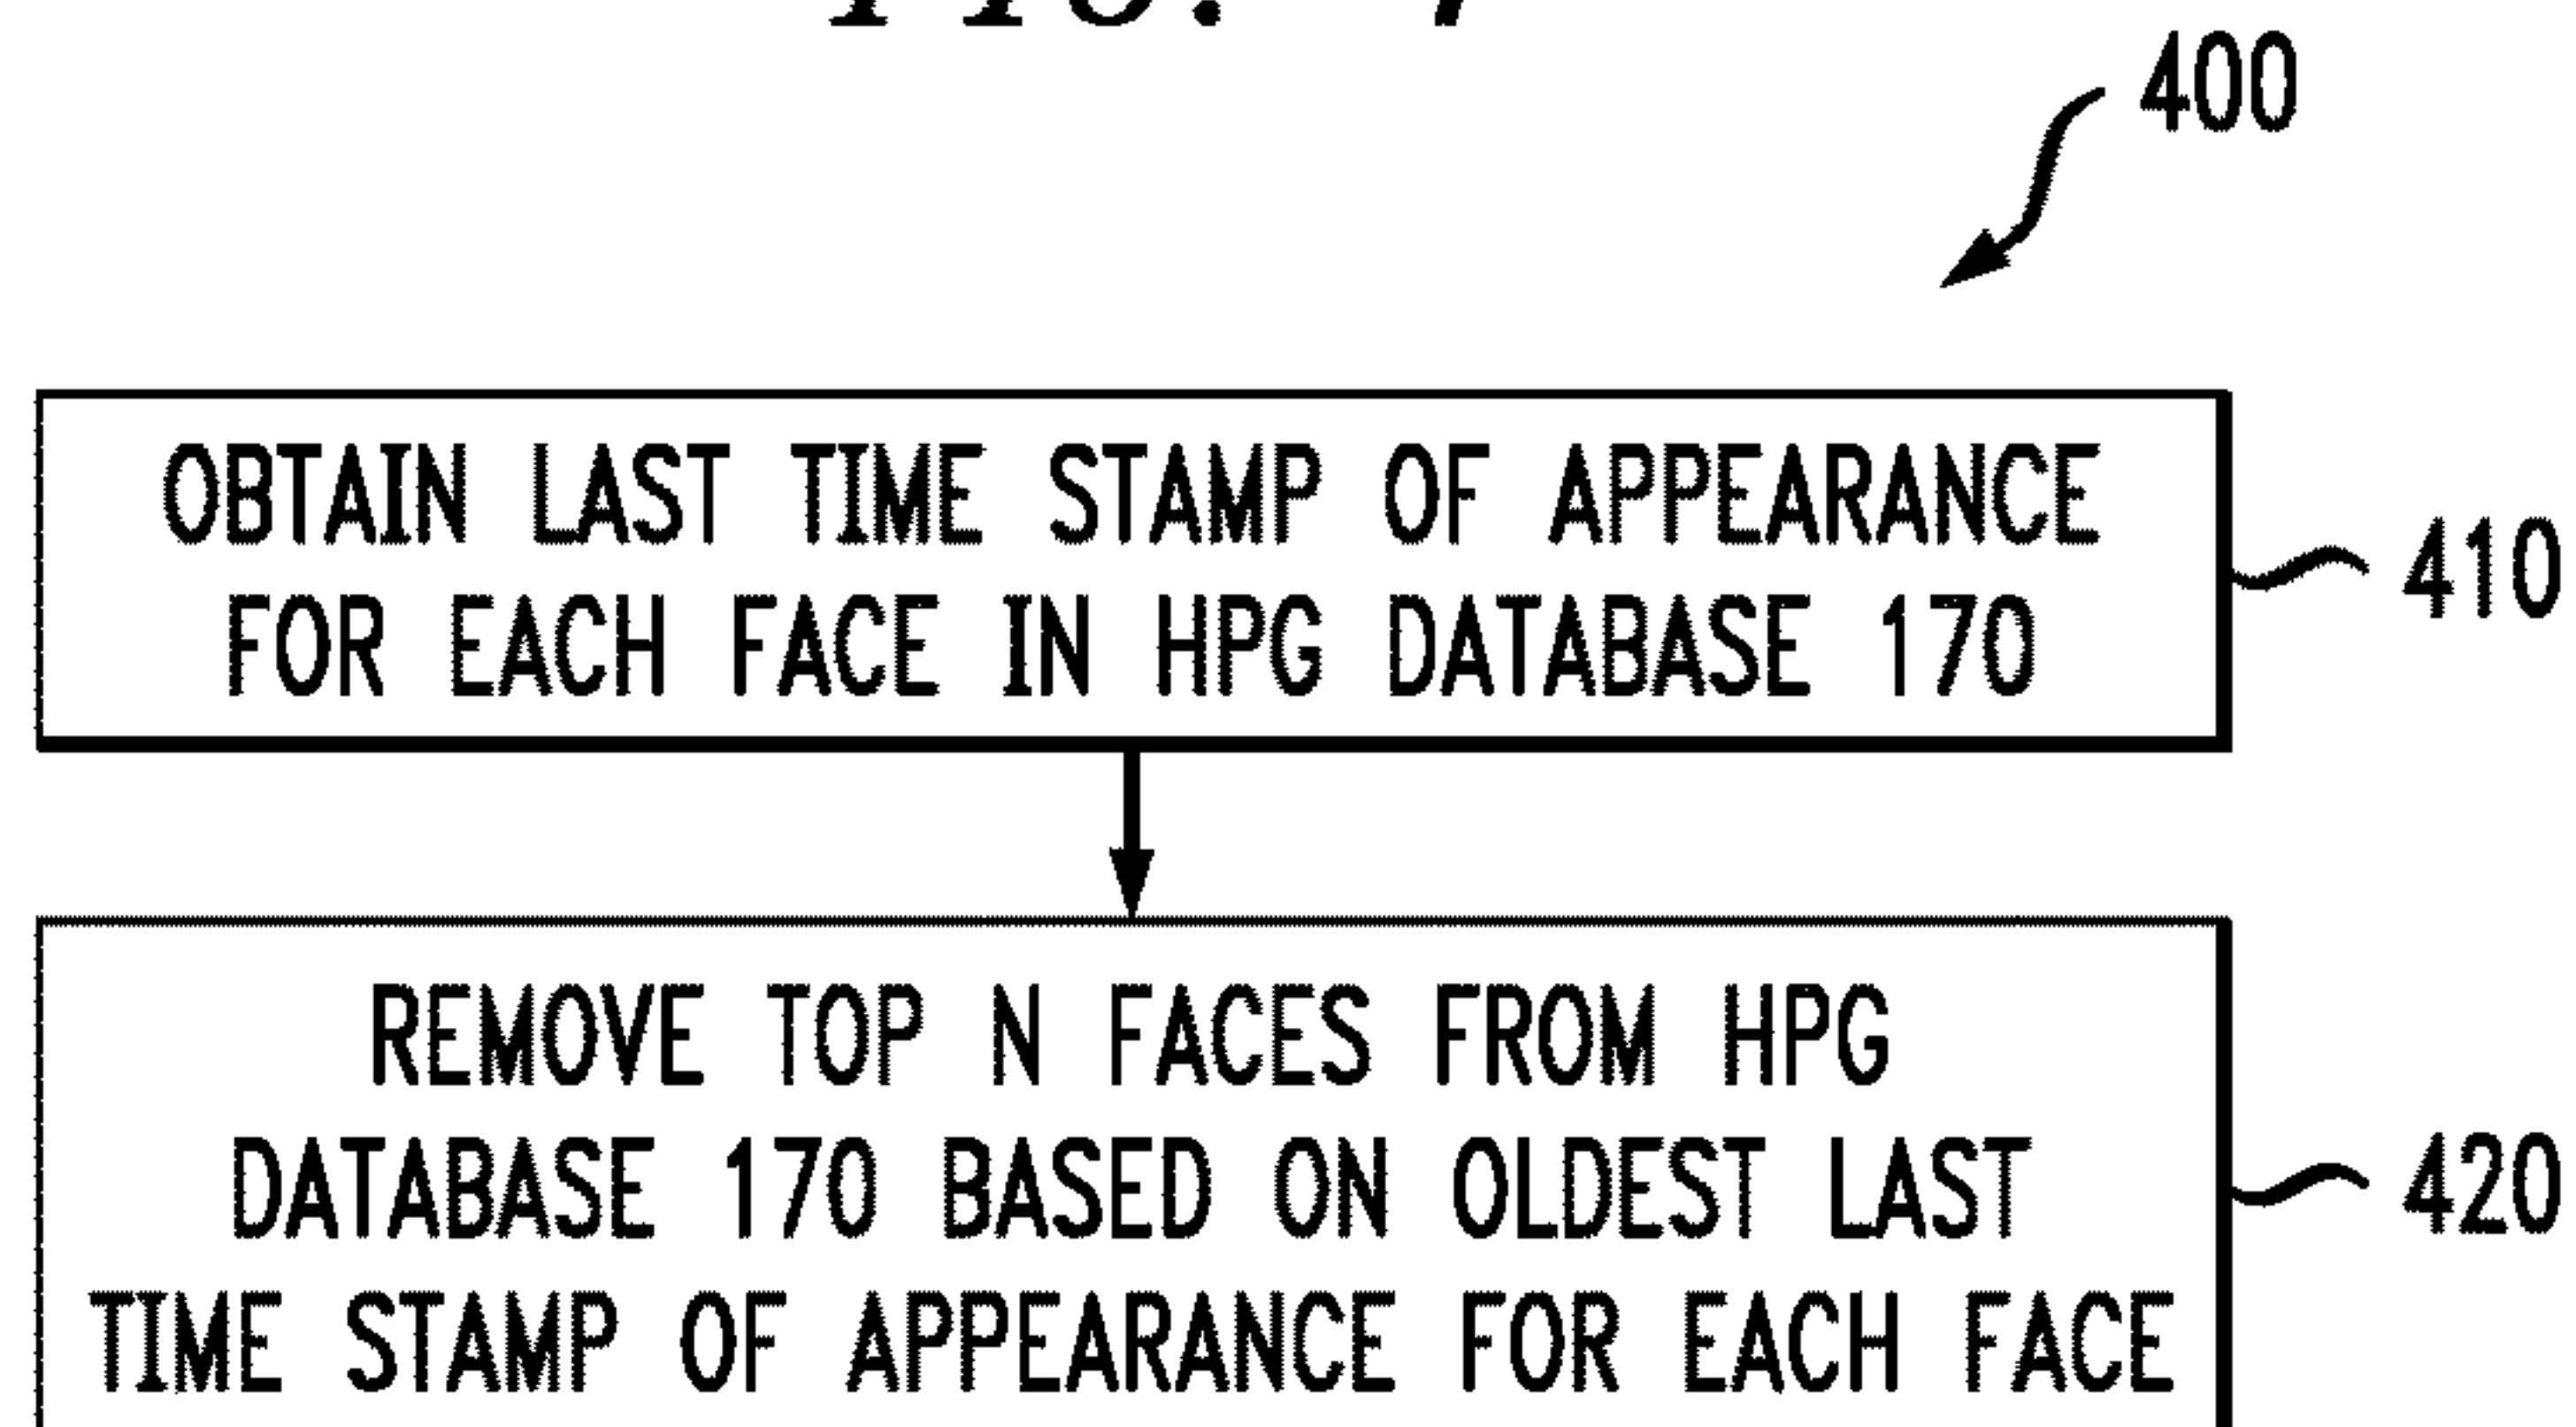 FIG.
400
OBTAIN LAST TIME STAMP OF APPEARANCE
FOR EACH FACE IN HPG DATABASE 170
410
REMOVE TOP N FACES FROM HPG
DATABASE 170 BASED ON OLDEST LAST
TIME STAMP OF APPEARANCE FOR EACH FACE
420